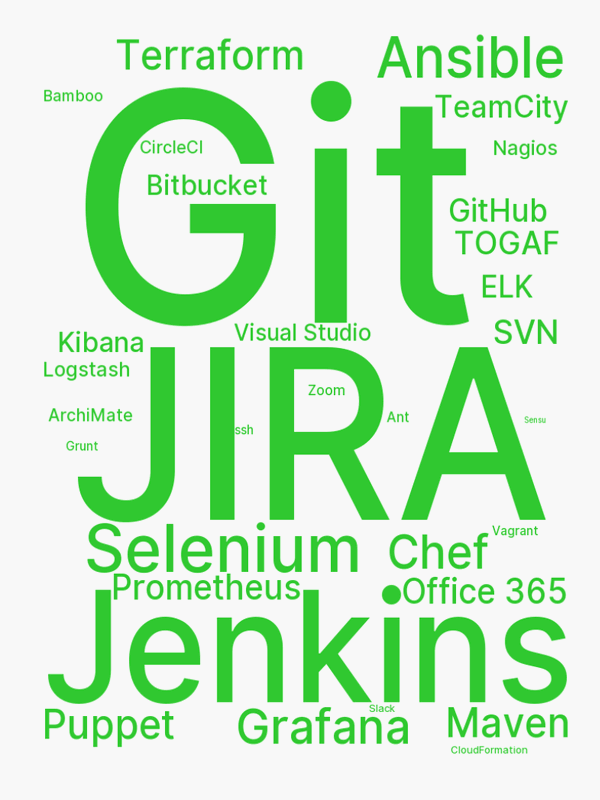 Terraform
Ansible
Bamboo
TeamCity
Git
CircleCI
Nagios
Bitbucket
GitHub
TOGAF
ELK
Visual Studio
SVN
Kibana
Logstash
JIRA
Zoom
ArchiMate
Ant
Sensu
ssh
Grunt
Vagrant
Selenium
Chef
Prometheus
Office 365
Jenkins
Slack
Puppet
Grafana
Maven
CloudFormation